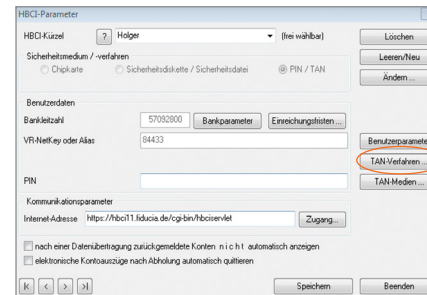 HBCI-Parameter
HBCI-Kürzel ? Holger (frei wählbar) Löschen
Sicherheitsmedium / -verfahren Leeren/Neu
Chipkarte Sicherheitsdiskette / Sicherheitsdatei PIN / TAN Ändern ...
Benutzerdaten
Bankleitzahl 57092800 Bankparameter Einreichungsfristen ...
VR-NetKey oder Alias 84433 Benutzerparameter
TAN-Verfahren ...
PIN TAN-Medien ...
Kommunikationsparameter
Internet-Adresse https://hbci11.fiducia.de/cgi-bin/hbciservlet Zugang...
nach einer Datenübertragung zurückgemeldete Konten n i c h t automatisch anzeigen
elektronische Kontoauszüge nach Abholung automatisch quittieren
Speichern Beenden